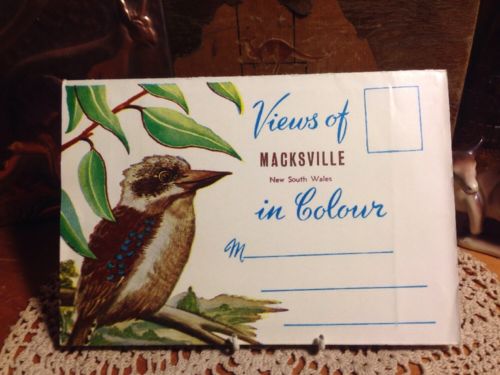 Views of
MACKSVILLE
New South Wales
in Colour
M